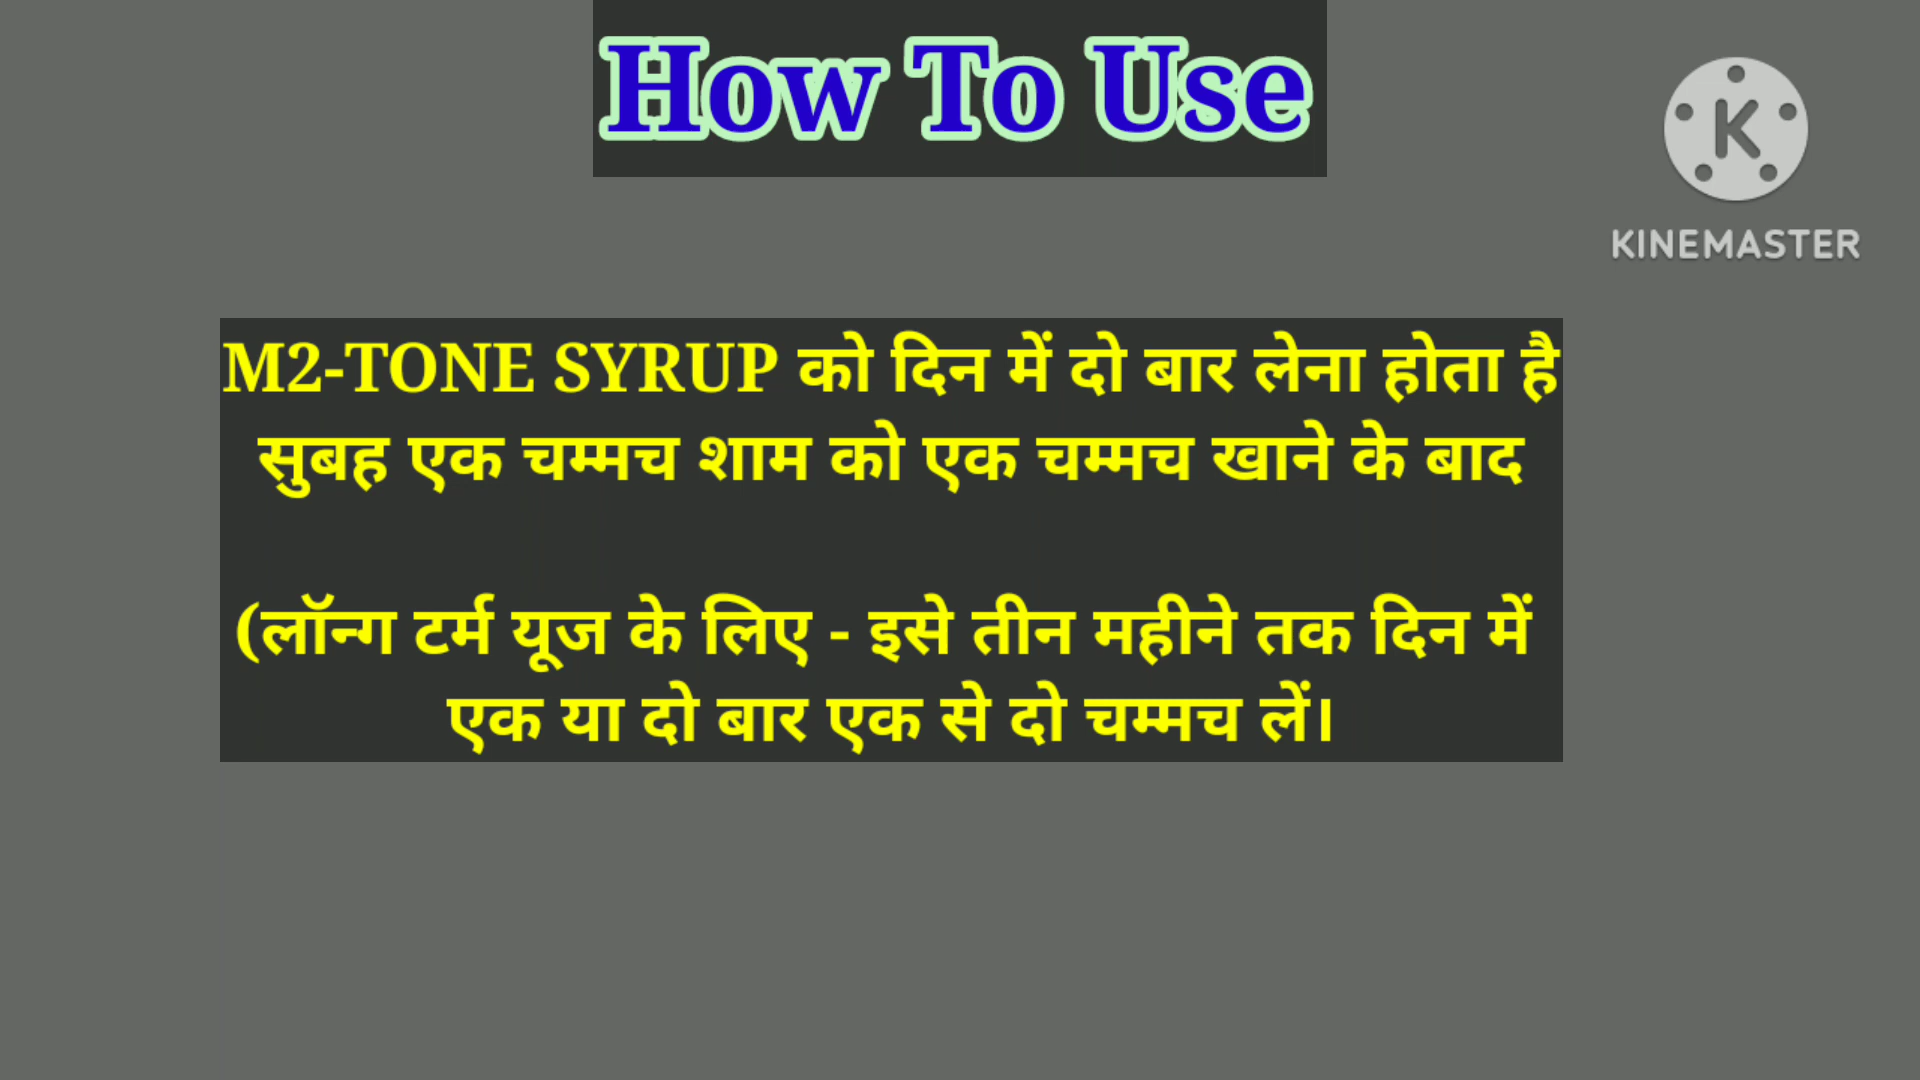 How To Use
KINEMASTER
M2-TONE SYRUP को दिन में दो बार लेना होता है
सुबह एक चम्मच शाम को एक चम्मच खाने के बाद
(लॉन्ग टर्म यूज के लिए - इसे तीन महीने तक दिन में
एक या दो बार एक से दो चम्मच लें।